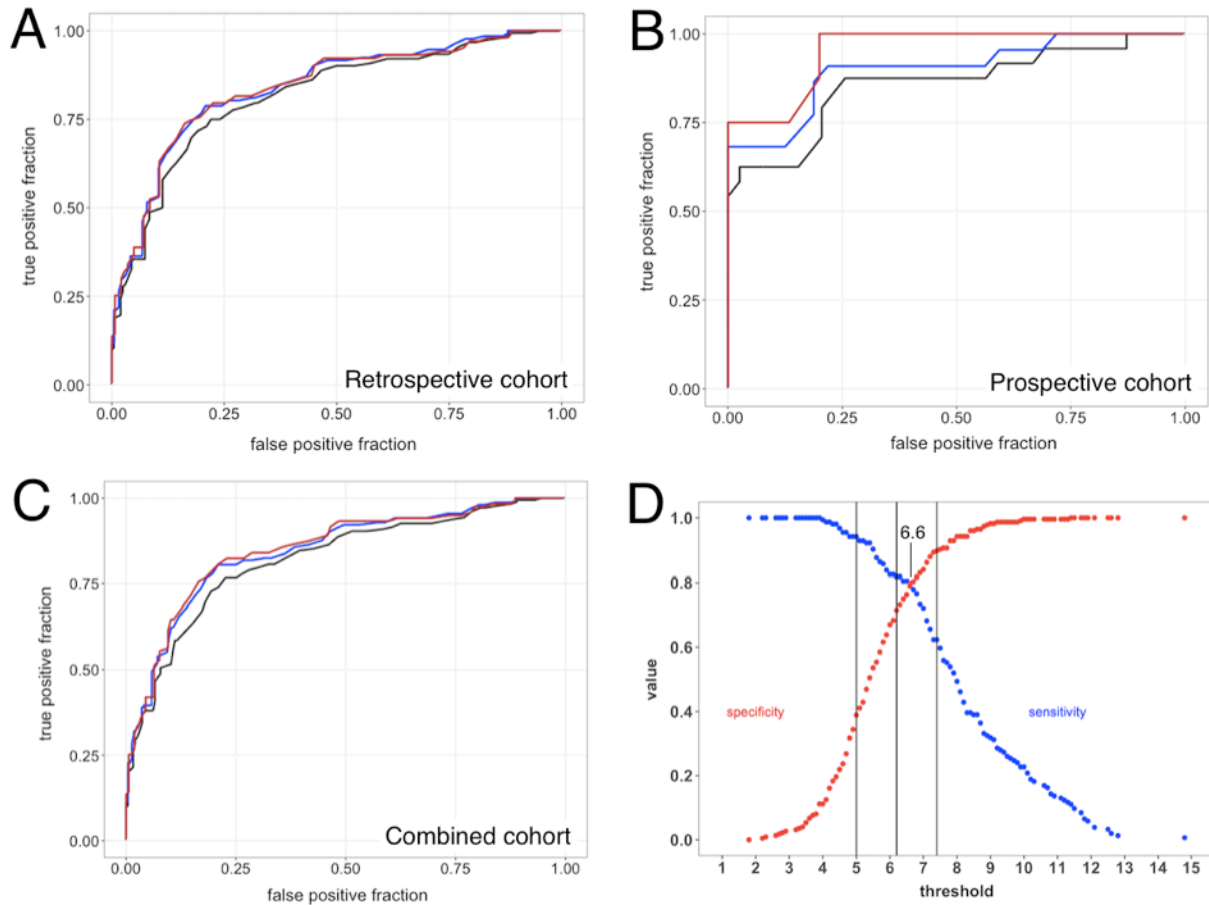 A
true positive fraction
1.00
0.75
0.50
0.25
0.00
Retrospective cohort
0.00 0.25 0.50 0.75 1.00
false positive fraction
B
true positive fraction
1.00
0.75
0.50
0.25
0.00
Prospective cohort
0.00 0.25 0.50 0.75 1.00
false positive fraction
C
true positive fraction
1.00
0.75
0.50
0.25
0.00
Combined cohort
0.00 0.25 0.50 0.75 1.00
false positive fraction
D
value
1.0
0.8
0.6
0.4
0.2
0.0
6.6
specificity
sensitivity
1 2 3 4 5 6 7 8 9 10 11 12 13 14 15
threshold